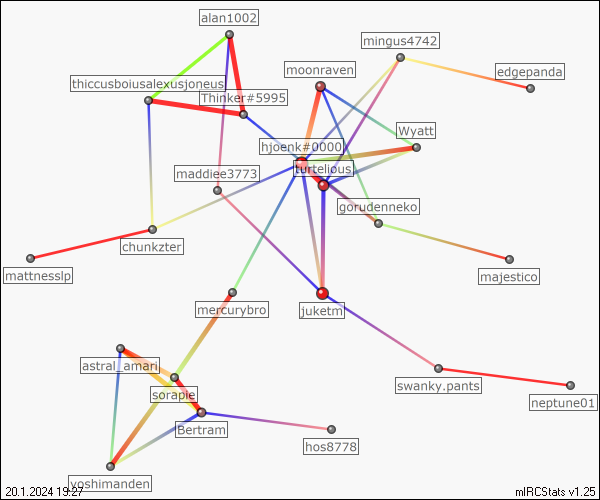 alan1002
mingus4742
moonraven
edgepanda
thiccusboiusalexusjoneus
Thinker#5995
Wyatt
hjoenk#0000
turtelious
maddiee3773
gorudenneko
chunkzter
mattnesslp
majestico
mercurybro
juketm
astral_amari
sorapie
swanky.pants
neptune01
Bertram
hos8778
yoshimanden
20.1.2024 19:27
mIRCStats v1.25